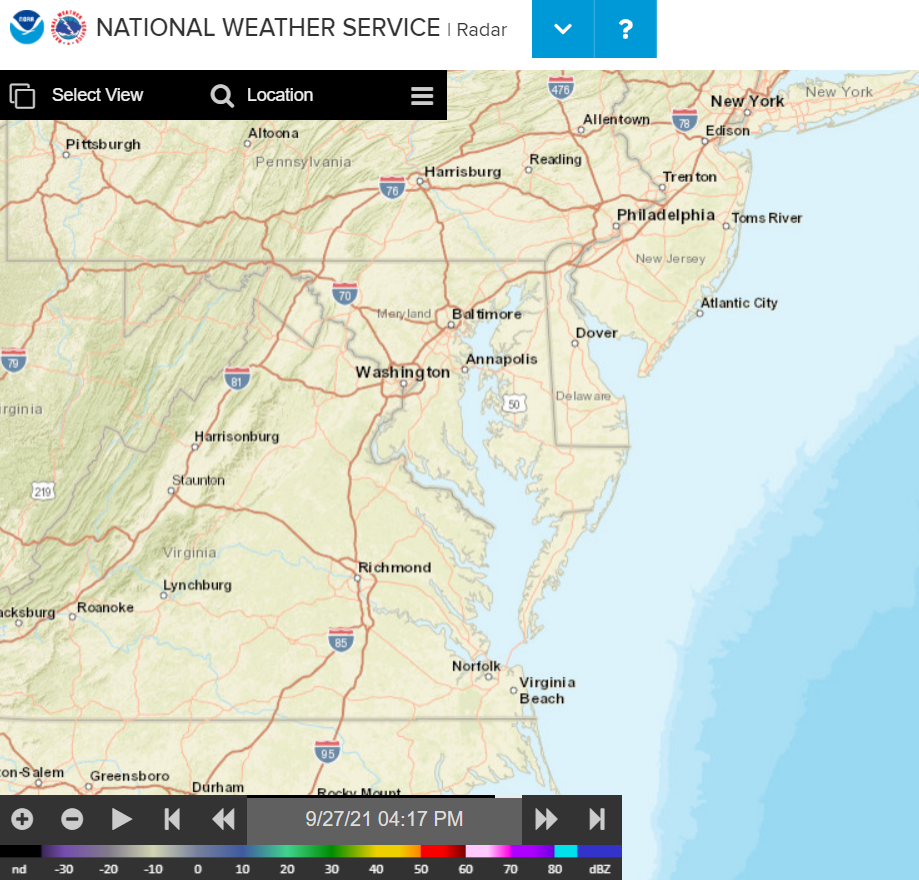 NOAA
NATIONAL WEATHER SERVICE | Radar
?
Select View
Location
476
New York
New York
Allentown
78
Edison
Altoona
Pittsburgh
Pennsylvania
Reading
Harrisburg
76
Trenton
Philadelphia
Toms River
New Jersey
70
Maryland
Baltimore
Atlantic City
Dover
79
Annapolis
Washington
81
50
Delaware
irginia
Harrisonburg
Staunton
219
Virginia
Richmond
Lynchburg
acksburg
Roanoke
85
Norfolk
Virginia
Beach
95
on-Salem
Greensboro
Durham
Rocky Mount
9/27/21 04:17 PM
nd -30 -20 -10 0 10 20 30 40 50 60 70 80 dBZ